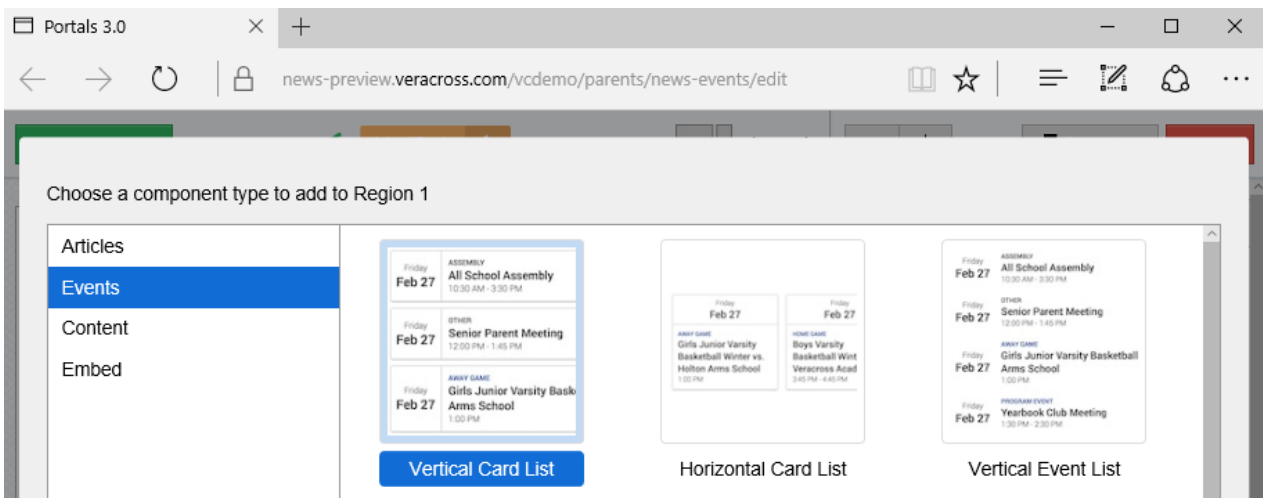 Portals 3.0
news-preview.veracross.com/vcdemo/parents/news-events/edit
Choose a component type to add to Region 1
Articles
Events
Content
Embed
Friday
Feb 27
ASSEMBLY
All School Assembly
10:30 AM - 3:30 PM
Friday
Feb 27
OTHER
Senior Parent Meeting
12:00 PM - 1:45 PM
Friday
Feb 27
AWAY GAME
Girls Junior Varsity Bask
Arms School
1:00 PM
Vertical Card List
Friday
Feb 27
AWAY GAME
Girls Junior Varsity
Basketball Winter vs.
Holton Arms School
1:00 PM
Friday
Feb 27
HOME GAME
Boys Varsity
Basketball Wint
Veracross Acad
3:45 PM - 4:45 PM
Horizontal Card List
Friday
Feb 27
ASSEMBLY
All School Assembly
10:30 AM - 3:30 PM
Friday
Feb 27
OTHER
Senior Parent Meeting
12:00 PM - 1:45 PM
Friday
Feb 27
AWAY GAME
Girls Junior Varsity Basketball
Arms School
1:00 PM
Friday
Feb 27
PROGRAM EVENT
Yearbook Club Meeting
1:30 PM - 2:30 PM
Vertical Event List